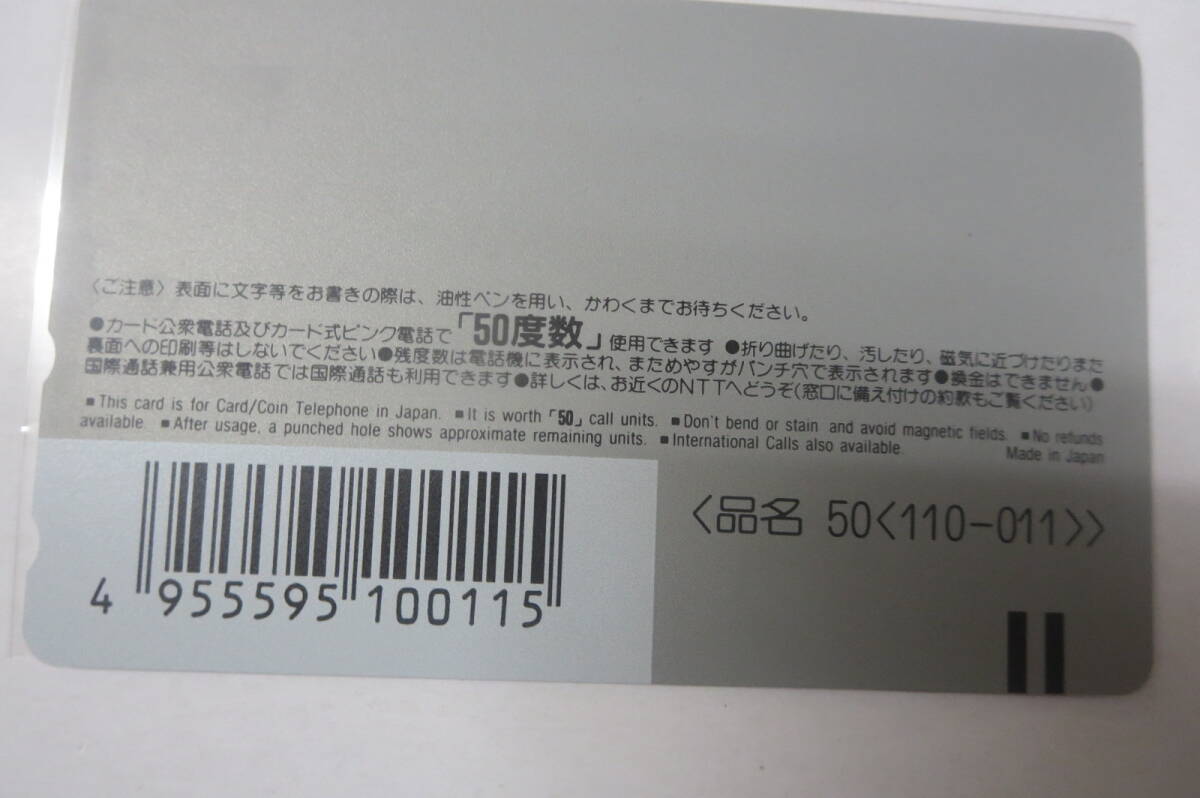 〈ご注意〉表面に文字等をお書きの際は、油性ペンを用い、かわくまでお待ちください。
●カード公衆電話及びカード式ピンク電話で「50度数」使用できます ●折り曲げたり、汚したり、磁気に近づけたりまた
裏面への印刷等はしないでください●残度数は電話機に表示され、まためやすがパンチ穴で表示されます●換金はできません●
国際通話兼用公衆電話では国際通話も利用できます●詳しくは、お近くのNTTへどうぞ(窓口に備え付けの約款もご覧ください)
■This card is for Card/Coin Telephone in Japan. ■It is worth「50」call units. ■Don't bend or stain and avoid magnetic fields. ■No refunds
available. ■After usage, a punched hole shows approximate remaining units. ■International Calls also available. Made in Japan
〈品名 50〈110-011〉〉
4 955595 100115